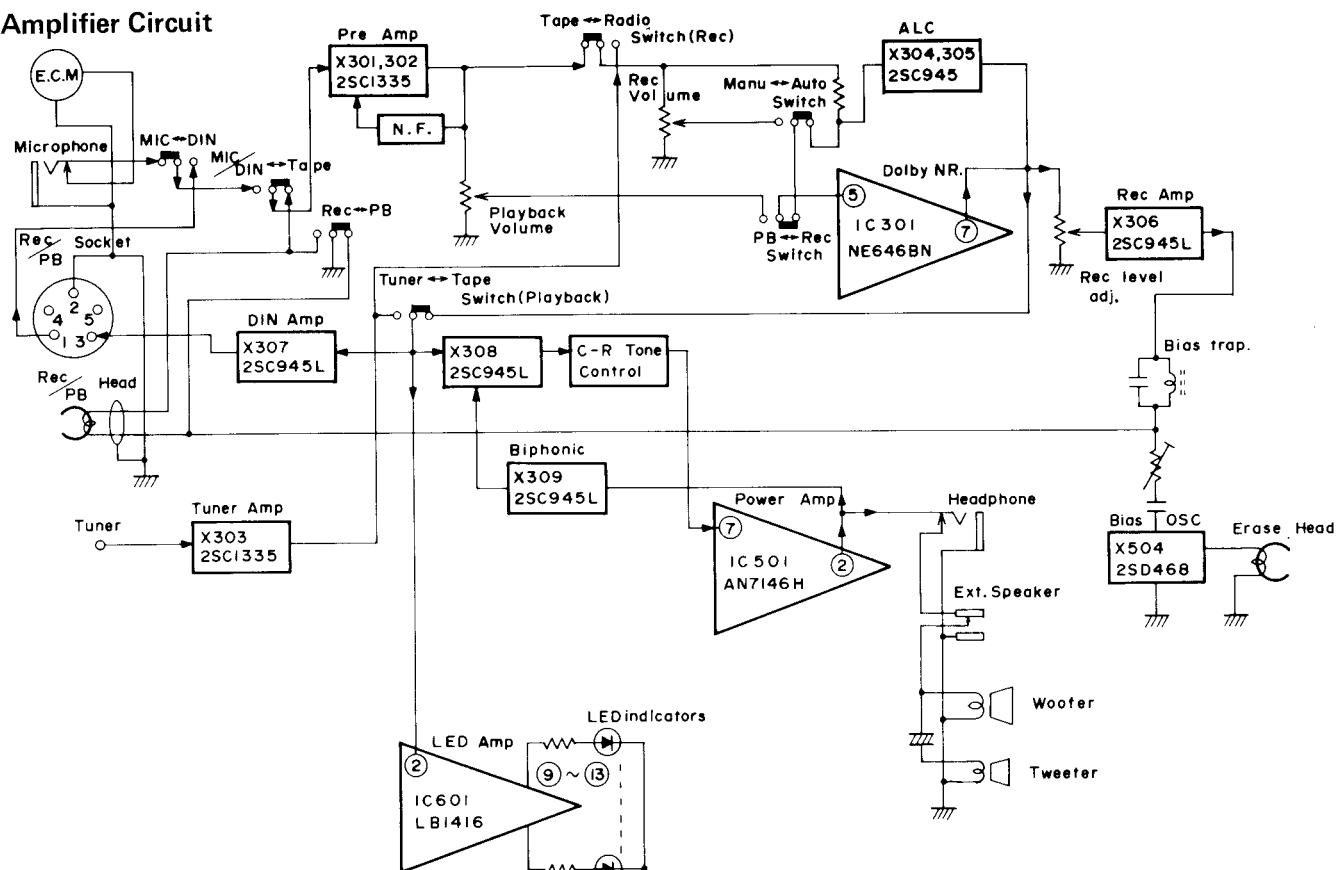 Amplifier Circuit
E.C.M
Microphone
MIC↔DIN
MIC/DIN↔Tape
Rec↔PB
Rec/PB Socket
2
4 5
1 3
Rec/PB Head
Pre Amp
X301,302
2SC1335
N.F.
Playback
Volume
Tape↔Radio
Switch(Rec)
Rec
Volume
Manu↔Auto
Switch
ALC
X304,305
2SC945
Dolby NR.
5
IC301
7
NE646BN
PB↔Rec
Switch
Rec Amp
X306
2SC945L
Rec level
adj.
Tuner↔Tape
Switch(Playback)
DIN Amp
X307
2SC945L
X308
2SC945L
C-R Tone
Control
Bias trap.
Biphonic
X309
2SC945L
Tuner
Tuner Amp
X303
2SC1335
Power Amp
7
IC501
2
AN7146H
Headphone
Bias OSC
X504
2SD468
Erase Head
Ext. Speaker
Woofer
Tweeter
LED Amp
2
IC601
LB1416
LED indicators
9 ~ 13